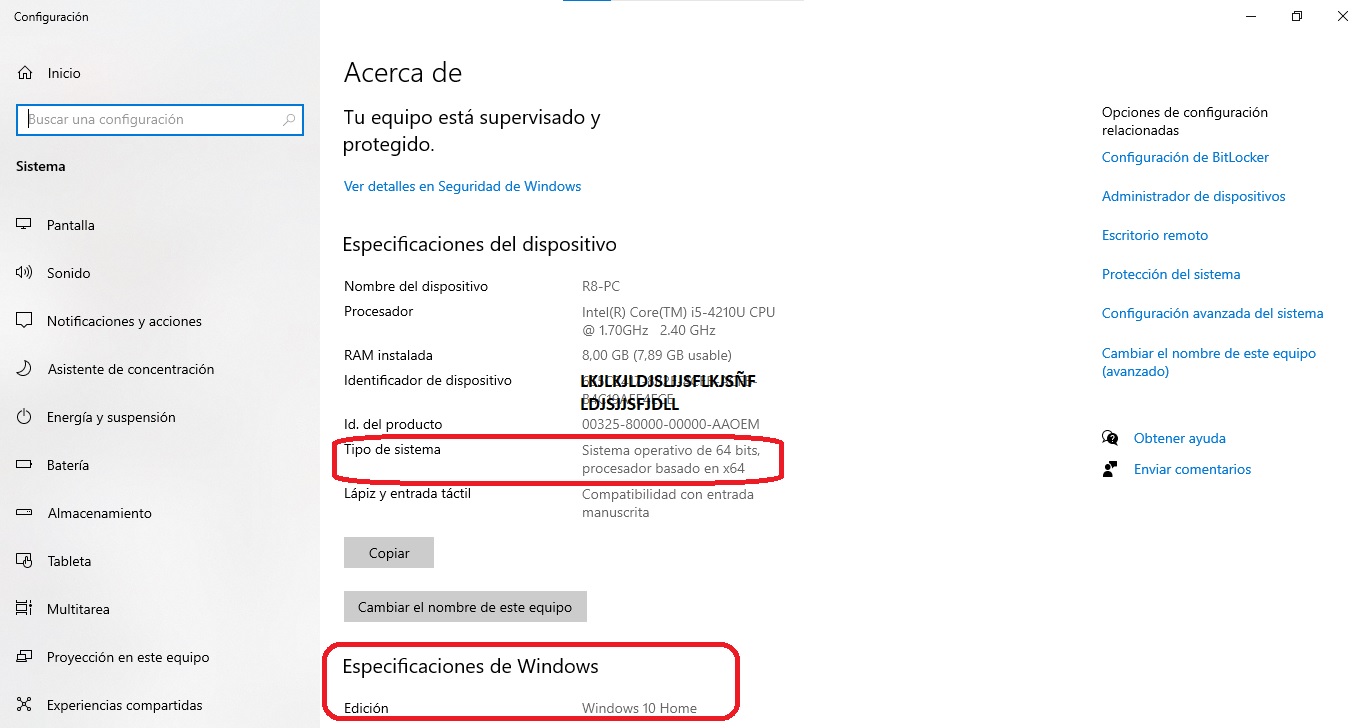 Configuración
Inicio
Buscar una configuración
Sistema
Pantalla
Sonido
Notificaciones y acciones
Asistente de concentración
Energía y suspensión
Batería
Almacenamiento
Tableta
Multitarea
Proyección en este equipo
Experiencias compartidas
Acerca de
Tu equipo está supervisado y
protegido.
Ver detalles en Seguridad de Windows
Especificaciones del dispositivo
Nombre del dispositivo R8-PC
Procesador Intel(R) Core(TM) i5-4210U CPU
@ 1.70GHz 2.40 GHz
RAM instalada 8,00 GB (7,89 GB usable)
Identificador de dispositivo
LDJSJJSFJDLL
Id. del producto 00325-80000-00000-AAOEM
Tipo de sistema Sistema operativo de 64 bits,
procesador basado en x64
Lápiz y entrada táctil Compatibilidad con entrada
manuscrita
Copiar
Cambiar el nombre de este equipo
Especificaciones de Windows
Edición Windows 10 Home
Opciones de configuración
relacionadas
Configuración de BitLocker
Administrador de dispositivos
Escritorio remoto
Protección del sistema
Configuración avanzada del sistema
Cambiar el nombre de este equipo
(avanzado)
Obtener ayuda
Enviar comentarios